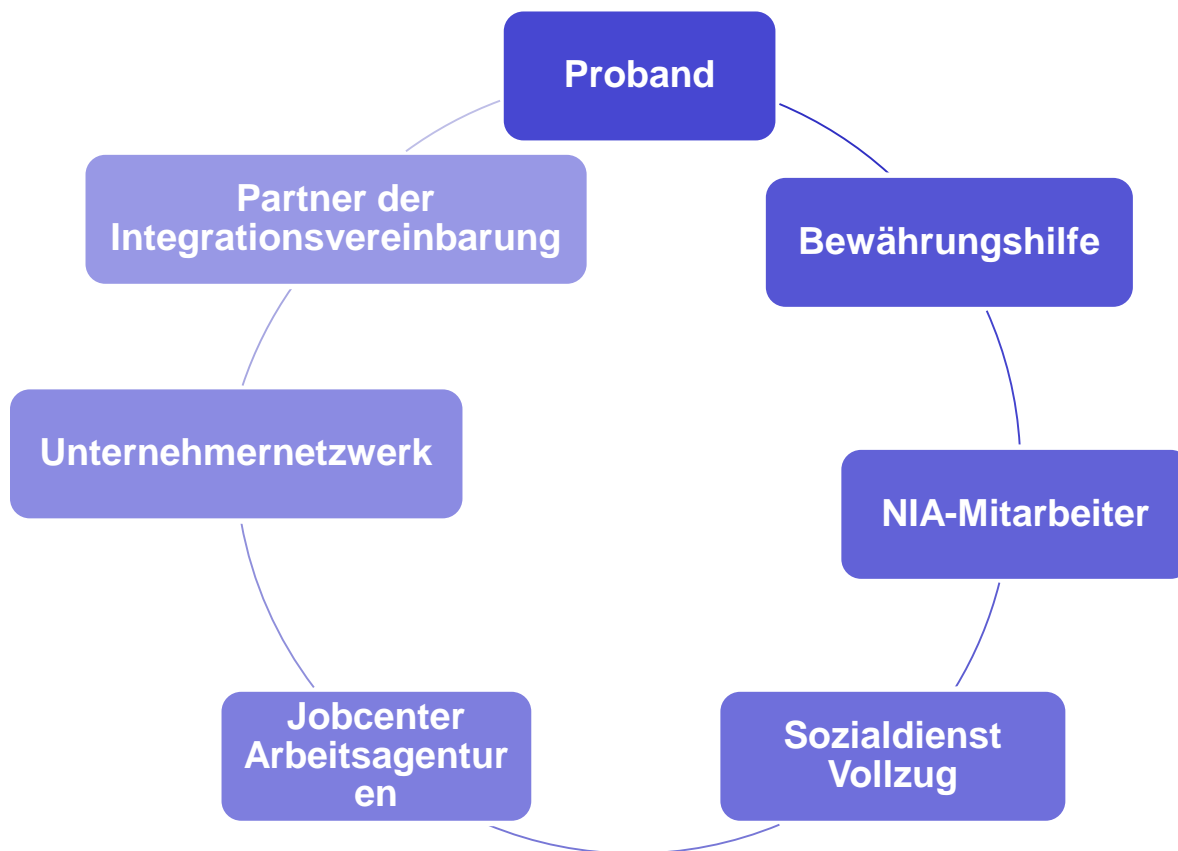 Proband
Bewährungshilfe
NIA-Mitarbeiter
Sozialdienst
Vollzug
Jobcenter
Arbeitsagentur
en
Unternehmernetzwerk
Partner der
Integrationsvereinbarung